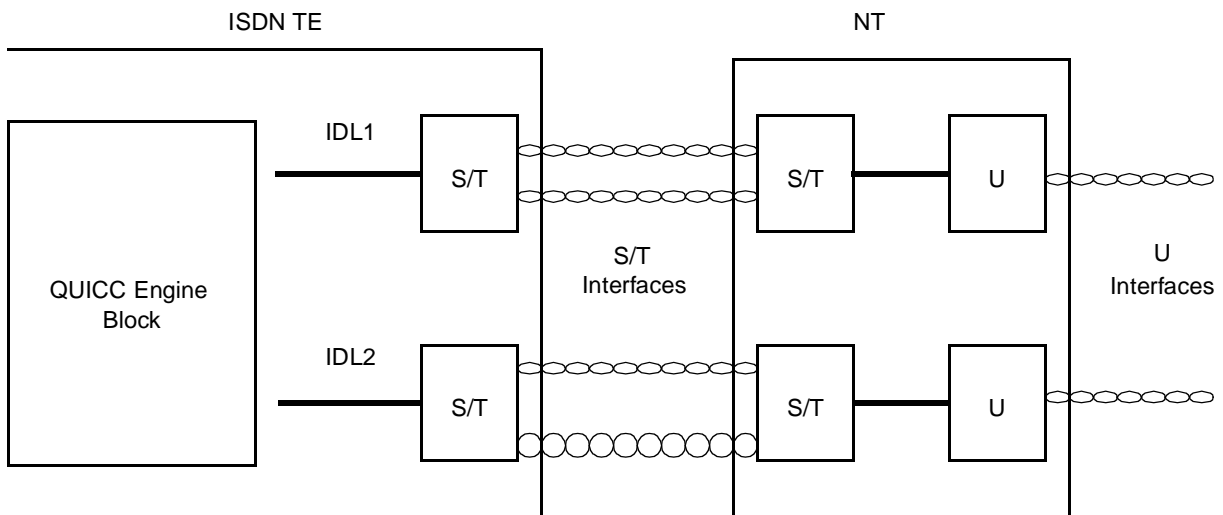 ISDN TE
NT
IDL1
S/T
S/T
U
QUICC Engine
Block
S/T
Interfaces
U
Interfaces
IDL2
S/T
S/T
U